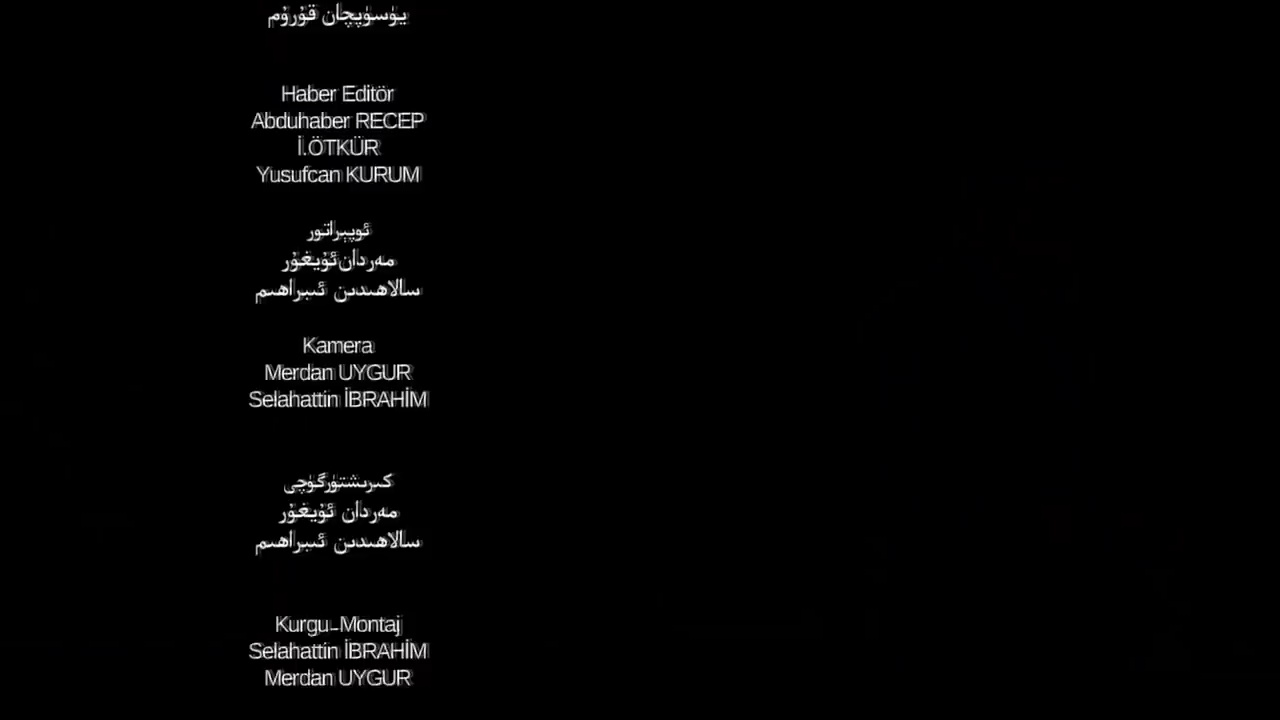 يۈسۈپچان قۇرۇم
Haber Editör
Abduhaber RECEP
İ.ÖTKÜR
Yusufcan KURUM
ئوپېراتور
مەردان ئۇيغۇر
سالاھىدىن ئىبراھىم
Kamera
Merdan UYGUR
Selahattin İBRAHİM
كىرىشتۈرگۈچى
مەردان ئۇيغۇر
سالاھىدىن ئىبراھىم
Kurgu-Montaj
Selahattin İBRAHİM
Merdan UYGUR